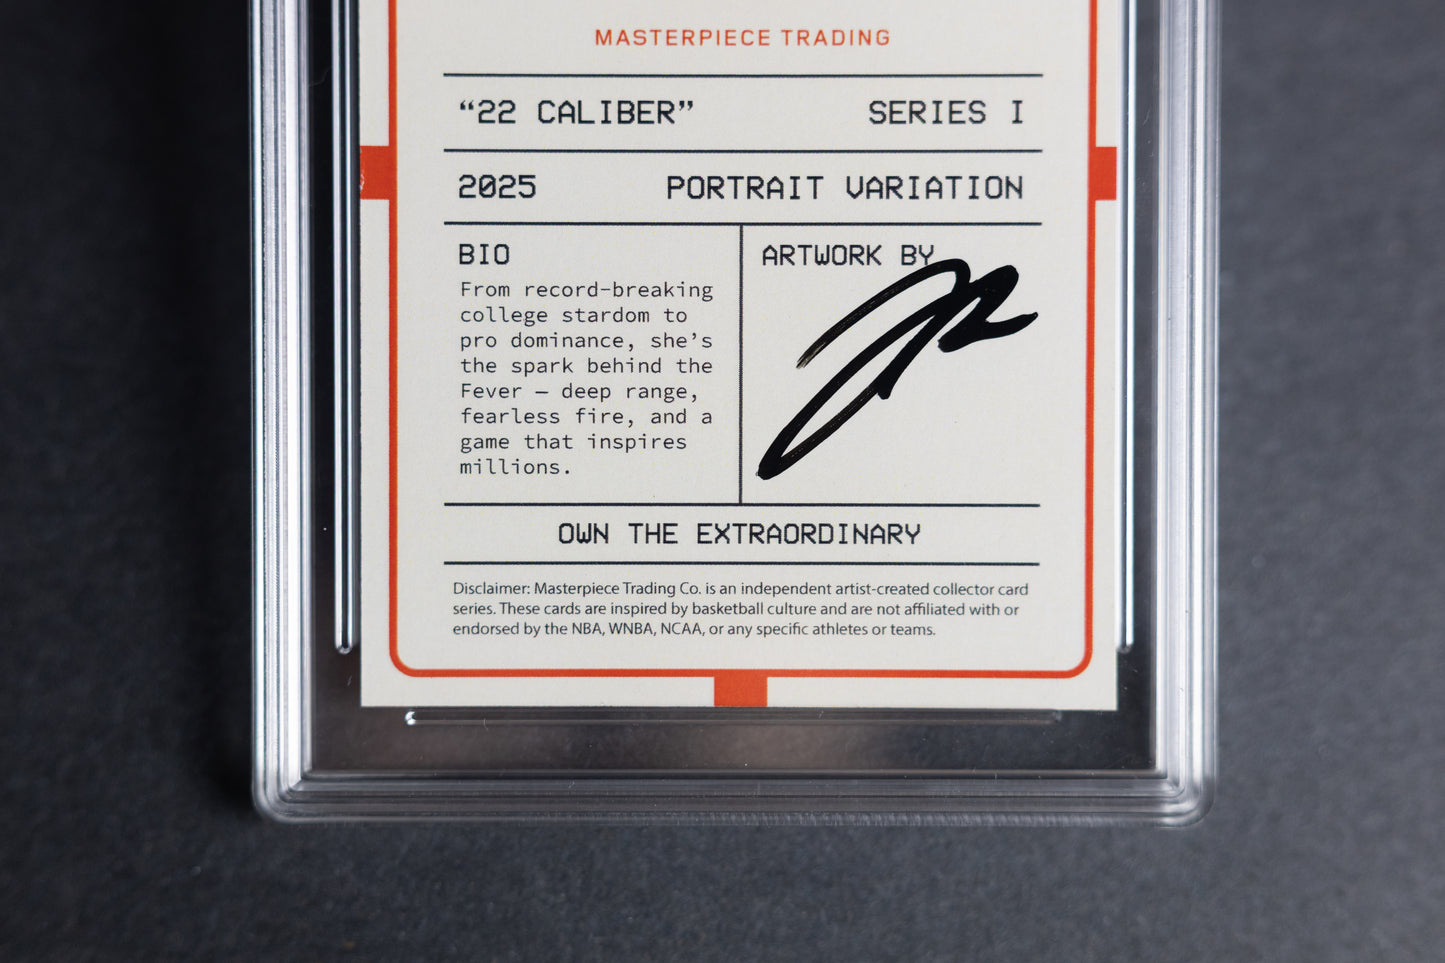 MASTERPIECE TRADING
“22 CALIBER” SERIES I
2025 PORTRAIT VARIATION
BIO
From record-breaking
college stardom to
pro dominance, she’s
the spark behind the
Fever — deep range,
fearless fire, and a
game that inspires
millions.
ARTWORK BY
OWN THE EXTRAORDINARY
Disclaimer: Masterpiece Trading Co. is an independent artist-created collector card
series. These cards are inspired by basketball culture and are not affiliated with or
endorsed by the NBA, WNBA, NCAA, or any specific athletes or teams.